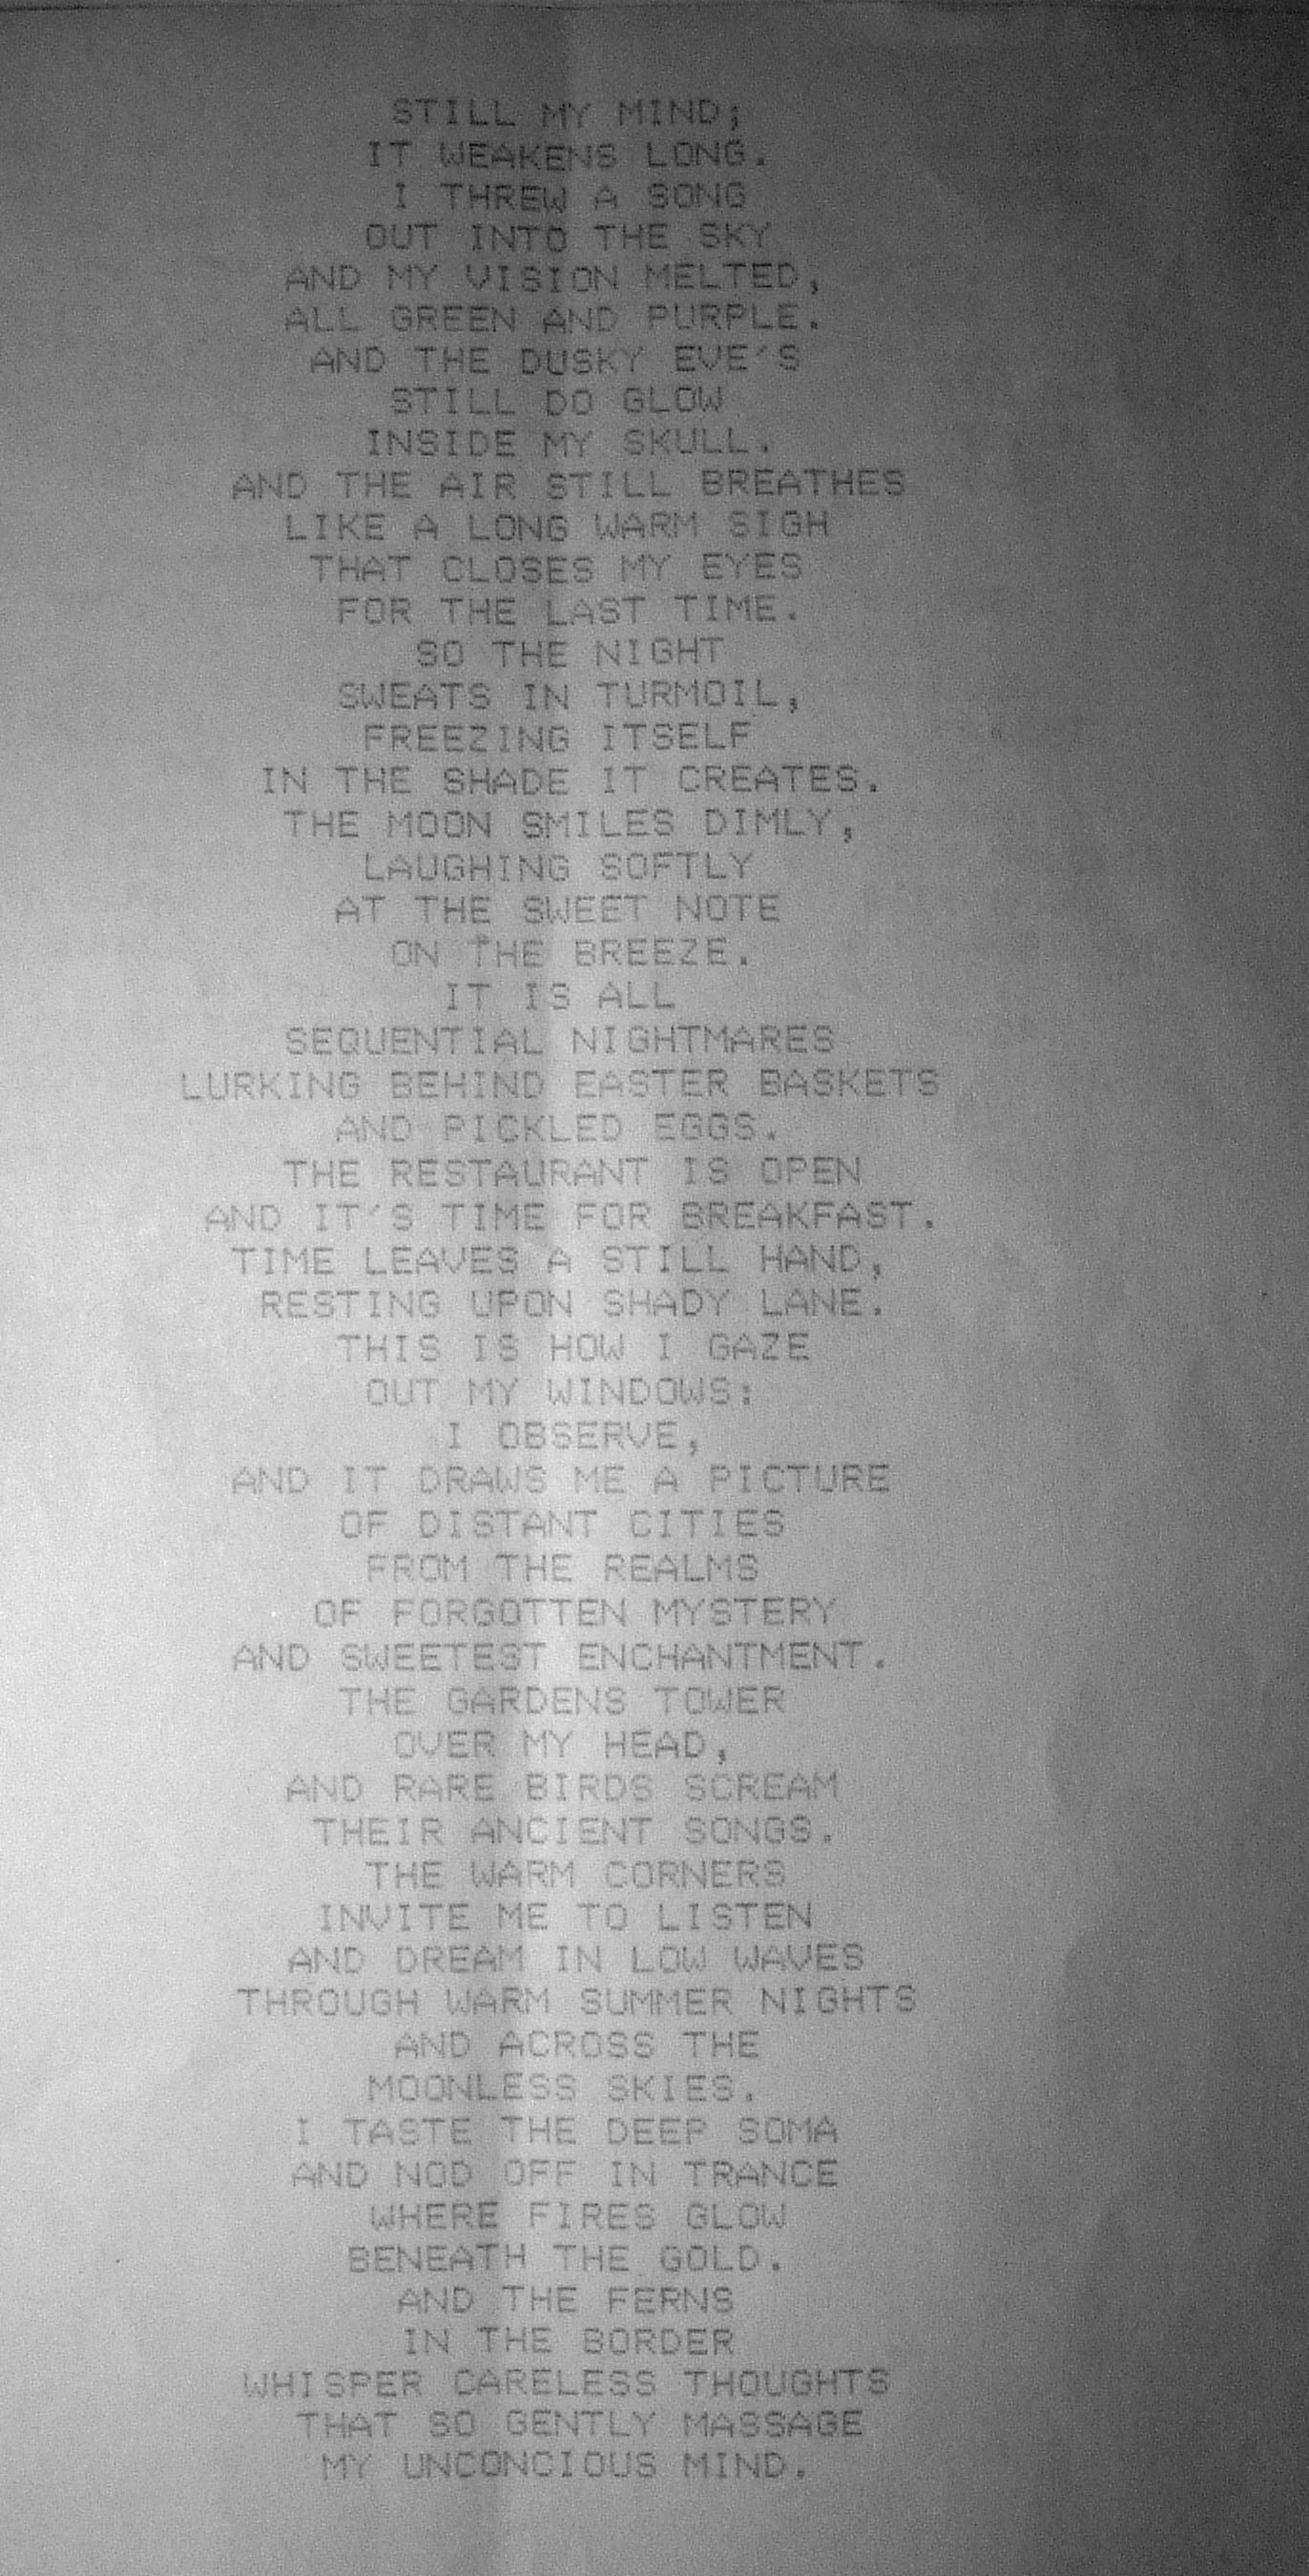 STILL MY MIND;
IT WEAKENS LONG.
I THREW A SONG
OUT INTO THE SKY
AND MY VISION MELTED,
ALL GREEN AND PURPLE.
AND THE DUSKY EVE'S
STILL DO GLOW
INSIDE MY SKULL.
AND THE AIR STILL BREATHES
LIKE A LONG WARM SIGH
THAT CLOSES MY EYES
FOR THE LAST TIME.
SO THE NIGHT
SWEATS IN TURMOIL,
FREEZING ITSELF
IN THE SHADE IT CREATES.
THE MOON SMILES DIMLY,
LAUGHING SOFTLY
AT THE SWEET NOTE
ON THE BREEZE.
IT IS ALL
SEQUENTIAL NIGHTMARES
LURKING BEHIND EASTER BASKETS
AND PICKLED EGGS.
THE RESTAURANT IS OPEN
AND IT'S TIME FOR BREAKFAST.
TIME LEAVES A STILL HAND,
RESTING UPON SHADY LANE.
THIS IS HOW I GAZE
OUT MY WINDOWS:
I OBSERVE,
AND IT DRAWS ME A PICTURE
OF DISTANT CITIES
FROM THE REALMS
OF FORGOTTEN MYSTERY
AND SWEETEST ENCHANTMENT.
THE GARDENS TOWER
OVER MY HEAD,
AND RARE BIRDS SCREAM
THEIR ANCIENT SONGS.
THE WARM CORNERS
INVITE ME TO LISTEN
AND DREAM IN LOW WAVES
THROUGH WARM SUMMER NIGHTS
AND ACROSS THE
MOONLESS SKIES.
I TASTE THE DEEP SOMA
AND NOD OFF IN TRANCE
WHERE FIRES GLOW
BENEATH THE GOLD.
AND THE FERNS
IN THE BORDER
WHISPER CARELESS THOUGHTS
THAT SO GENTLY MASSAGE
MY UNCONCIOUS MIND.